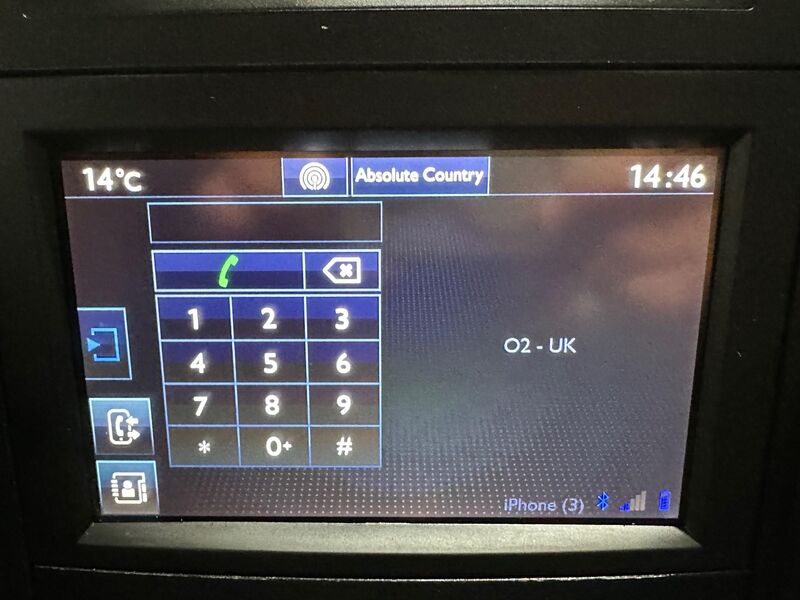 14°C
Absolute Country
14:46
1 2 3
4 5 6
7 8 9
* 0+ #
O2 - UK
iPhone (3)